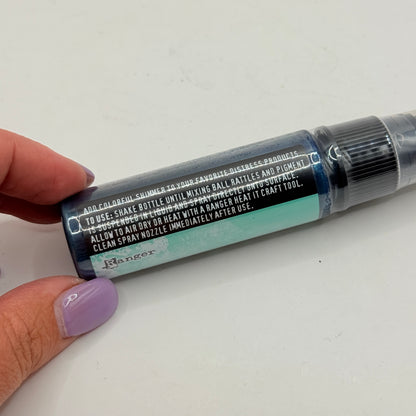 ADD COLORFUL SHIMMER TO YOUR FAVORITE DISTRESS PRODUCTS.
TO USE: SHAKE BOTTLE UNTIL MIXING BALL RATTLES AND PIGMENT
IS SUSPENDED IN LIQUID AND SPRAY DIRECTLY ONTO SURFACE.
ALLOW TO AIR DRY OR HEAT WITH A RANGER HEAT IT CRAFT TOOL.
CLEAN SPRAY NOZZLE IMMEDIATELY AFTER USE.
Ranger